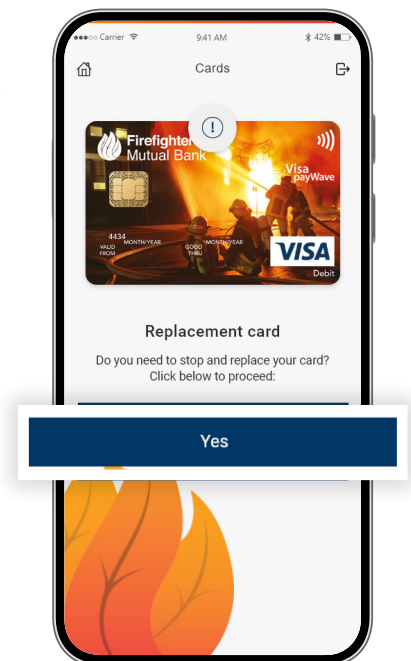 Carrier 9:41 AM 42%
Cards
Firefighter
Mutual Bank
Visa
payWave
4434
MONTH/YEAR MONTH/YEAR
VALID FROM GOOD THRU
VISA
Debit
Replacement card
Do you need to stop and replace your card?
Click below to proceed:
Yes